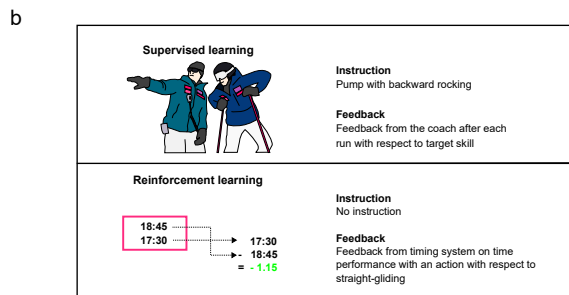 b
Supervised learning
Instruction
Pump with backward rocking
Feedback
Feedback from the coach after each
run with respect to target skill
Reinforcement learning
18:45
17:30
17:30
- 18:45
= - 1.15
Instruction
No instruction
Feedback
Feedback from timing system on time
performance with an action with respect to
straight-gliding